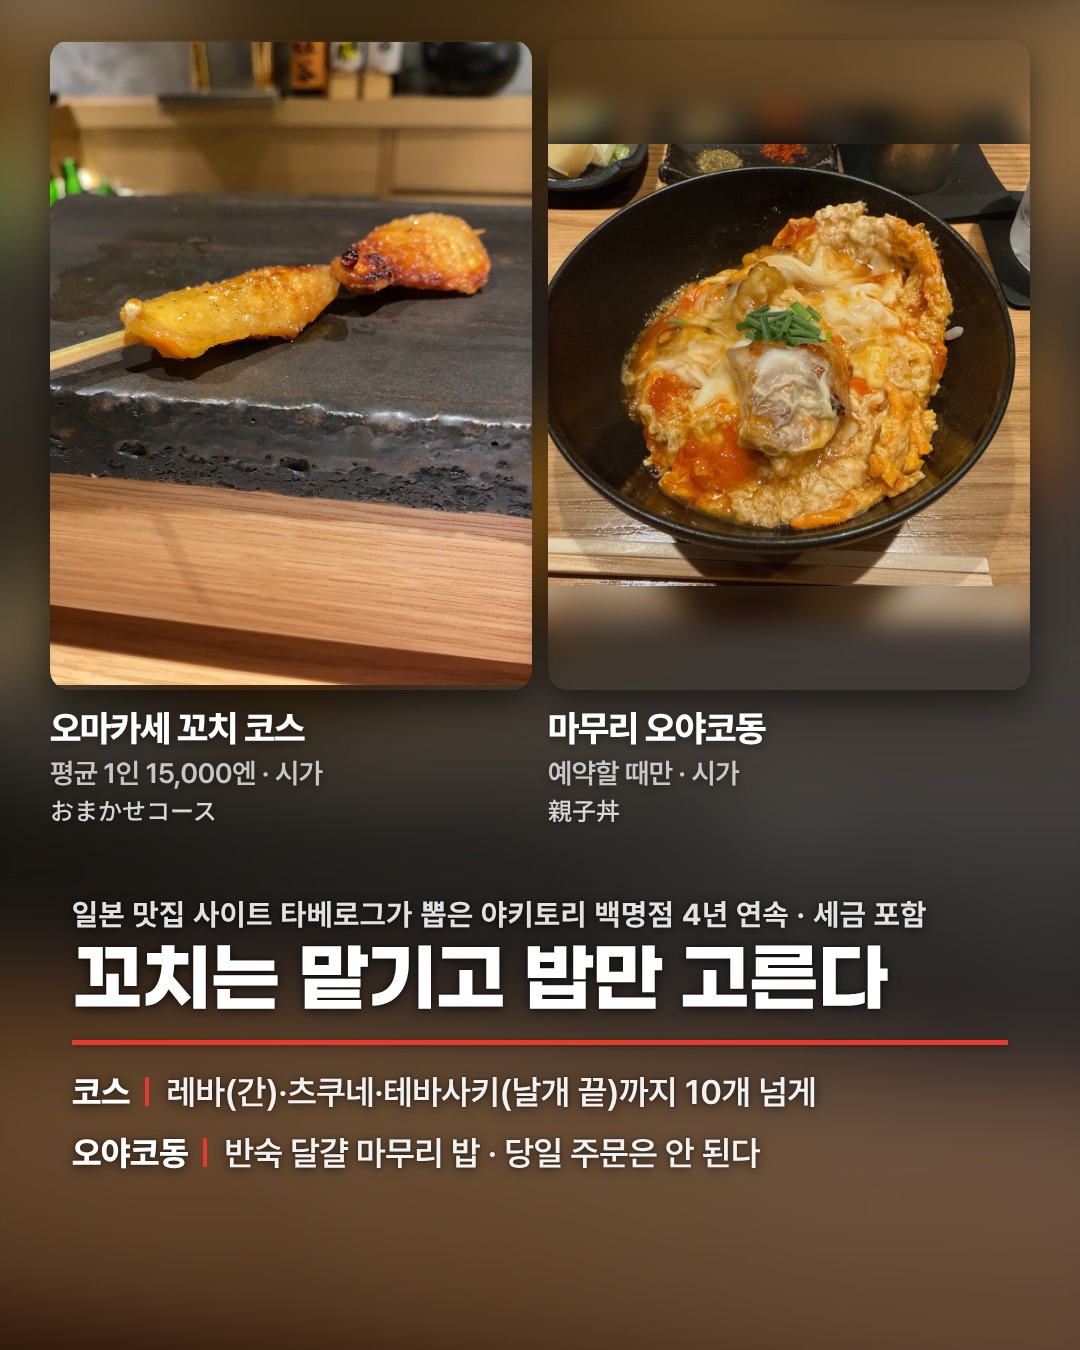 오마카세 꼬치 코스
평균 1인 15,000엔 · 시가
おまかせコース
마무리 오야코동
예약할 때만 · 시가
親子丼
일본 맛집 사이트 타베로그가 뽑은 야키토리 백명점 4년 연속 · 세금 포함
꼬치는 맡기고 밥만 고른다
코스 | 레바(간)·츠쿠네·테바사키(날개 끝)까지 10개 넘게
오야코동 | 반숙 달걀 마무리 밥 · 당일 주문은 안 된다